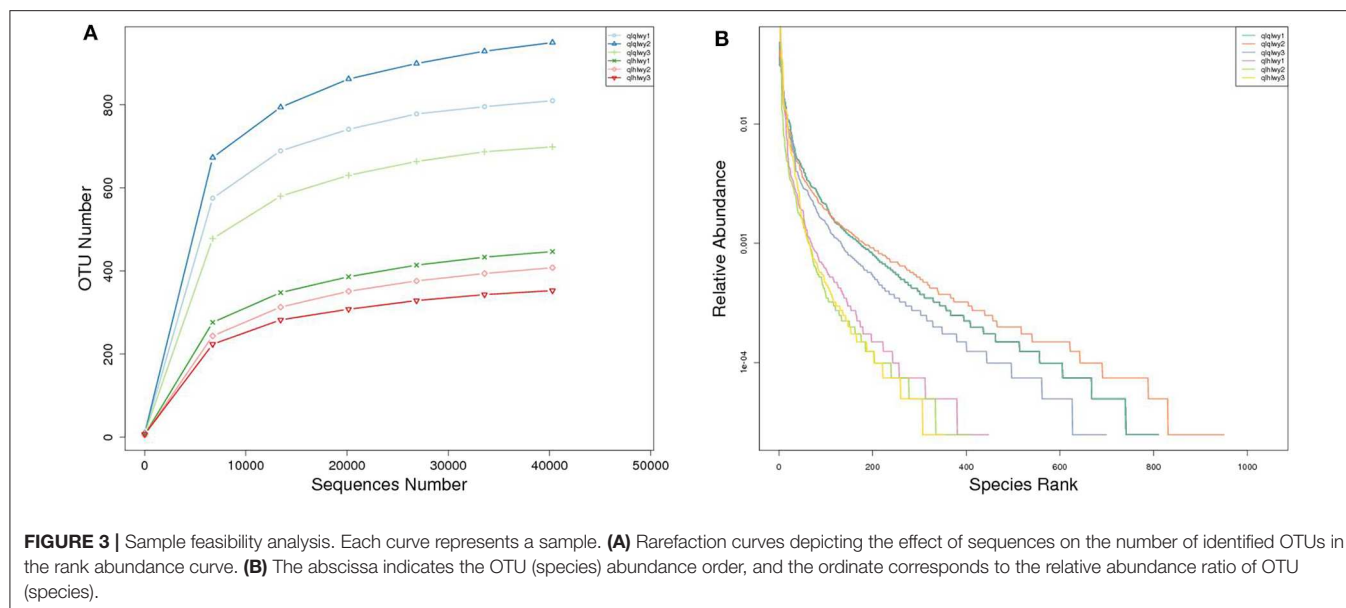 A
OTU Number
800
600
400
200
0
0 10000 20000 30000 40000 50000
Sequences Number
qlqlwy1
qlqlwy2
qlqlwy3
qlhlwy1
qlhlwy2
qlhlwy3
B
Relative Abundance
0.01
0.001
1e-04
0 200 400 600 800 1000
Species Rank
qlqlwy1
qlqlwy2
qlqlwy3
qlhlwy1
qlhlwy2
qlhlwy3
FIGURE 3 | Sample feasibility analysis. Each curve represents a sample. (A) Rarefaction curves depicting the effect of sequences on the number of identified OTUs in
the rank abundance curve. (B) The abscissa indicates the OTU (species) abundance order, and the ordinate corresponds to the relative abundance ratio of OTU
(species).